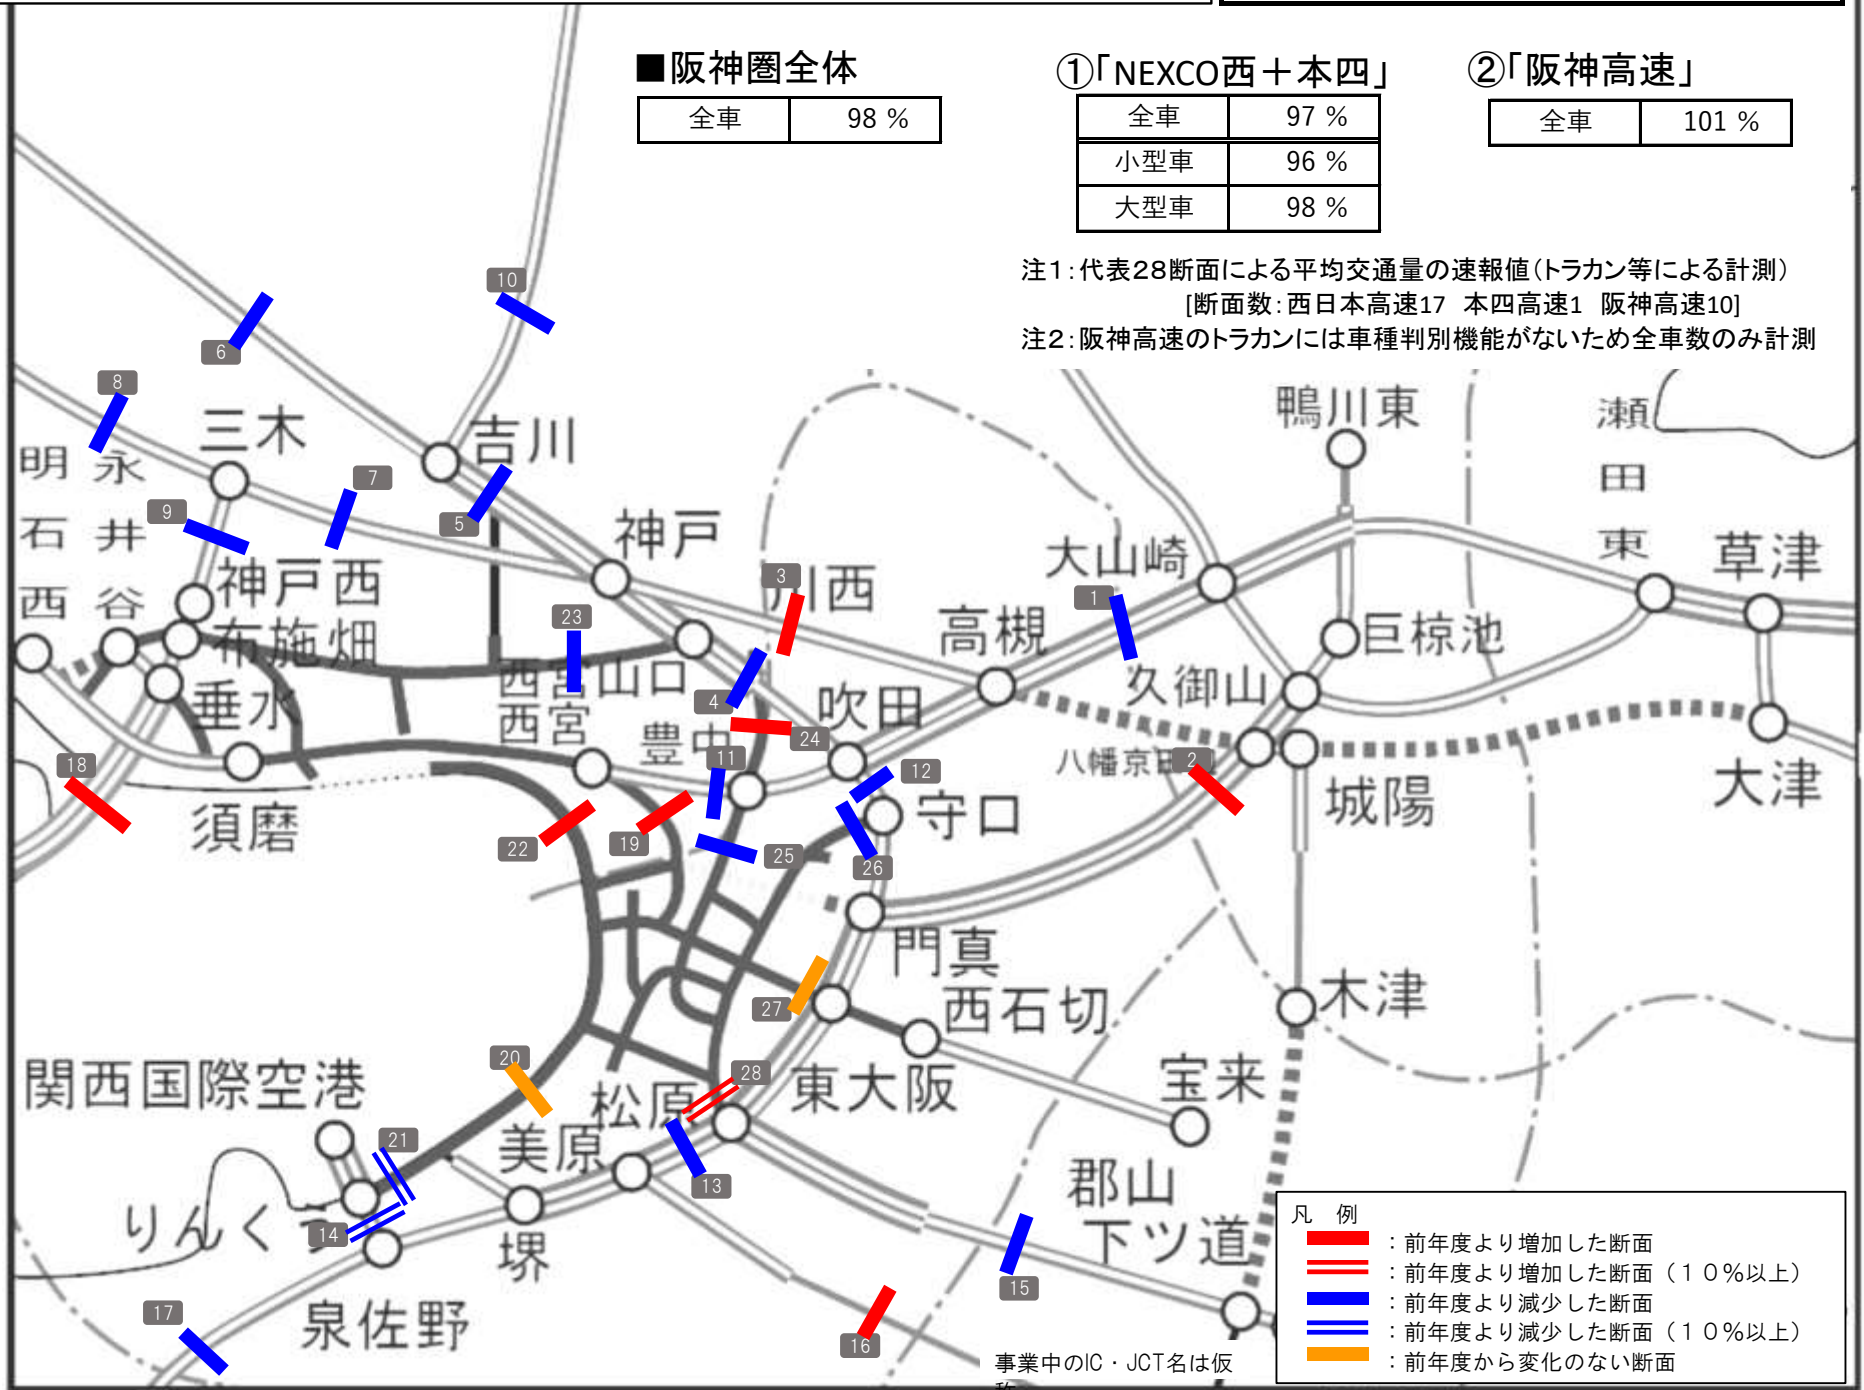 ■阪神圏全体
全車 98 %
①「NEXCO西＋本四」
全車 97 %
小型車 96 %
大型車 98 %
②「阪神高速」
全車 101 %
注1：代表28断面による平均交通量の速報値（トラカン等による計測）
[断面数：西日本高速17 本四高速1 阪神高速10]
注2：阪神高速のトラカンには車種判別機能がないため全車数のみ計測
10
6
8
三木
吉川
鴨川東
瀬田東
明石西
永井谷
7
9
5
神戸
大山崎
草津
神戸西
3
川西
1
23
高槻
巨椋池
布施畑
西宮山口
久御山
4
吹田
垂水
西宮
豊中
24
18
11
12
八幡京田
2
大津
須磨
守口
城陽
22
19
25
26
門真
27
西石切
木津
関西国際空港
20
松原
28
東大阪
宝来
21
美原
13
郡山
りんくう
14
堺
下ツ道
15
17
泉佐野
16
事業中のIC・JCT名は仮
凡 例
：前年度より増加した断面
：前年度より増加した断面（１０％以上）
：前年度より減少した断面
：前年度より減少した断面（１０％以上）
：前年度から変化のない断面